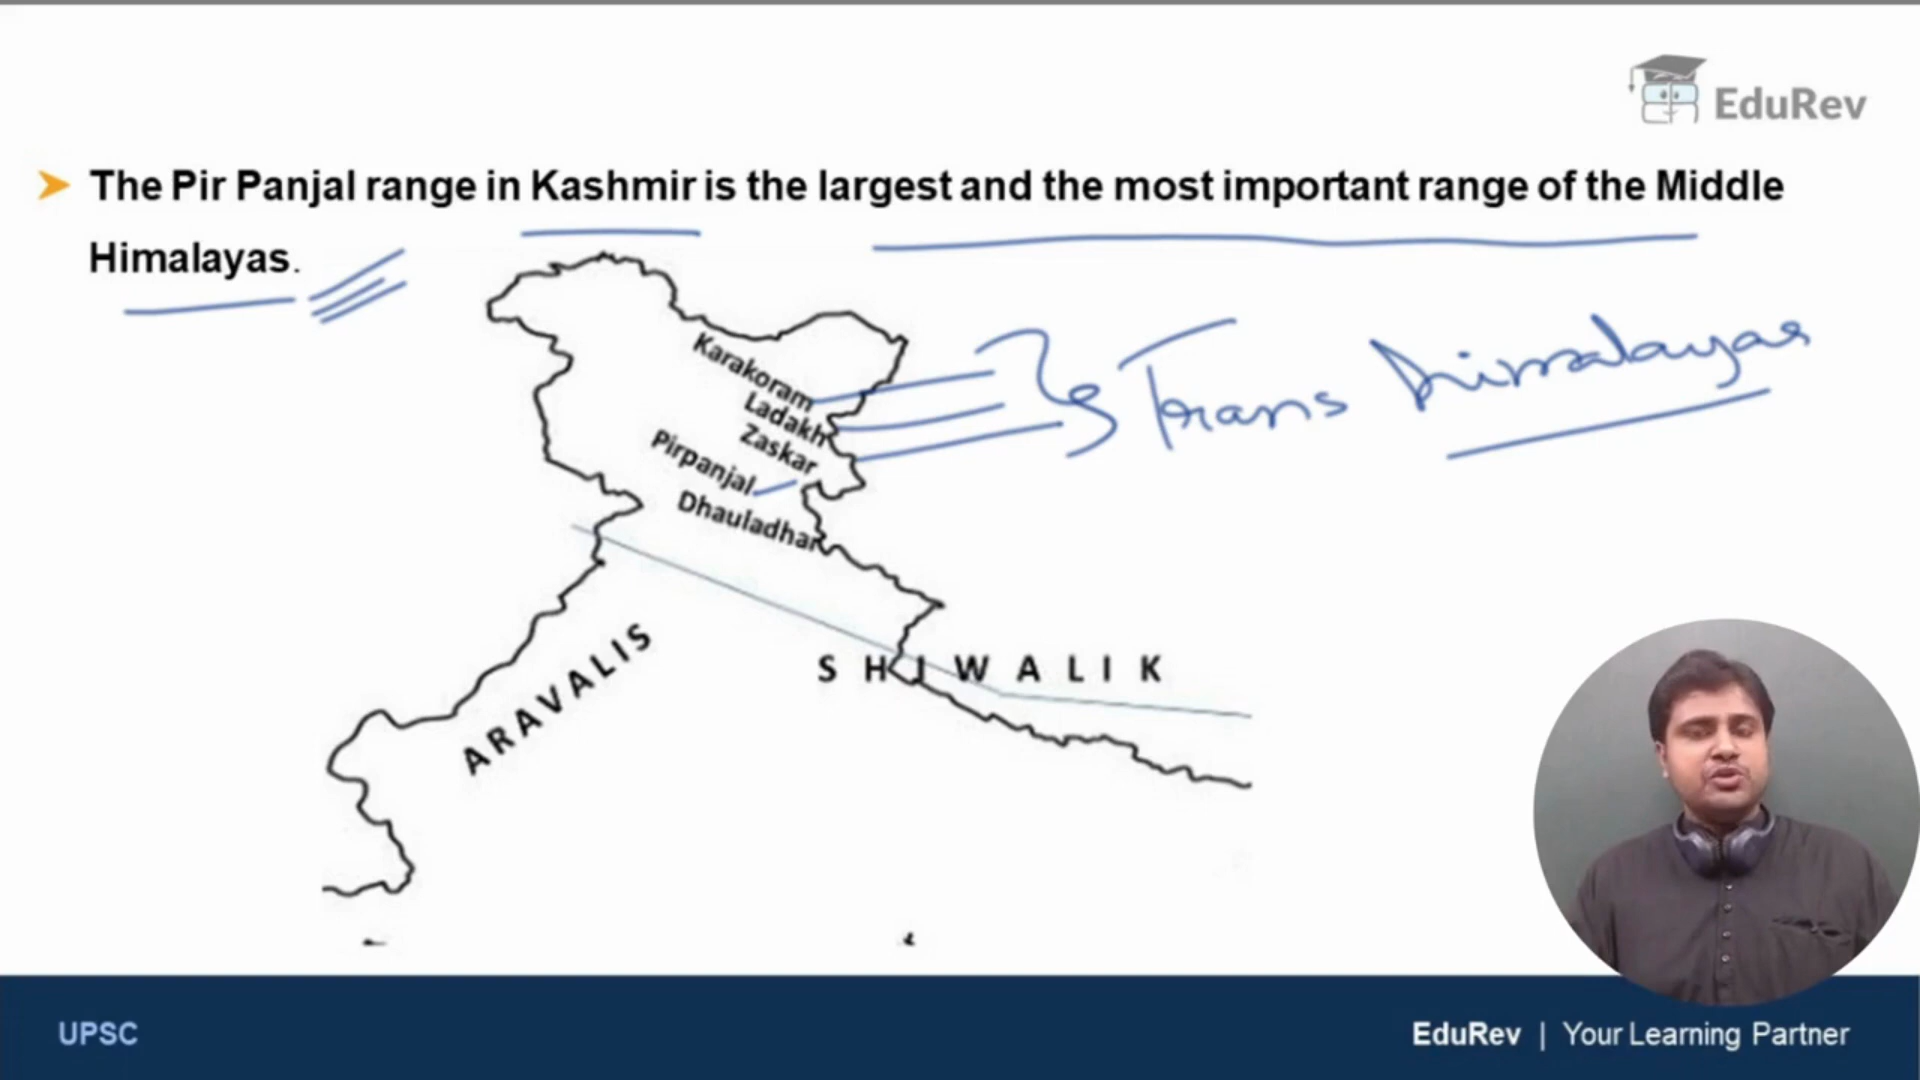 EduRev
The Pir Panjal range in Kashmir is the largest and the most important range of the Middle
Himalayas.
Karakoram
Ladakh
Zaskar
Pirpanjal
Dhauladhar
Trans Himalayas
ARAVALIS
SHIWALIK
UPSC
EduRev | Your Learning Partner